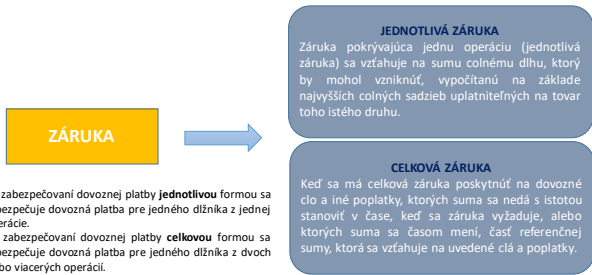 JEDNOTLIVÁ ZÁRUKA
Záruka pokrývajúca jednu operáciu (jednotlivá
záruka) sa vzťahuje na sumu colnému dlhu, ktorý
by mohol vzniknúť, vypočítanú na základe
najvyšších colných sadzieb uplatniteľných na tovar
toho istého druhu.
ZÁRUKA
CELKOVÁ ZÁRUKA
Keď sa má celková záruka poskytnúť na dovozné
clo a iné poplatky, ktorých suma sa nedá s istotou
stanoviť v čase, keď sa záruka vyžaduje, alebo
ktorých suma sa časom mení, časť referenčnej
sumy, ktorá sa vzťahuje na uvedené clá a poplatky.
zabezpečovaní dovoznej platby jednotlivou formou sa
bezpečuje dovozná platba pre jedného dlžníka z jednej
erácie.
zabezpečovaní dovoznej platby celkovou formou sa
bezpečuje dovozná platba pre jedného dlžníka z dvoch
bo viacerých operácií.